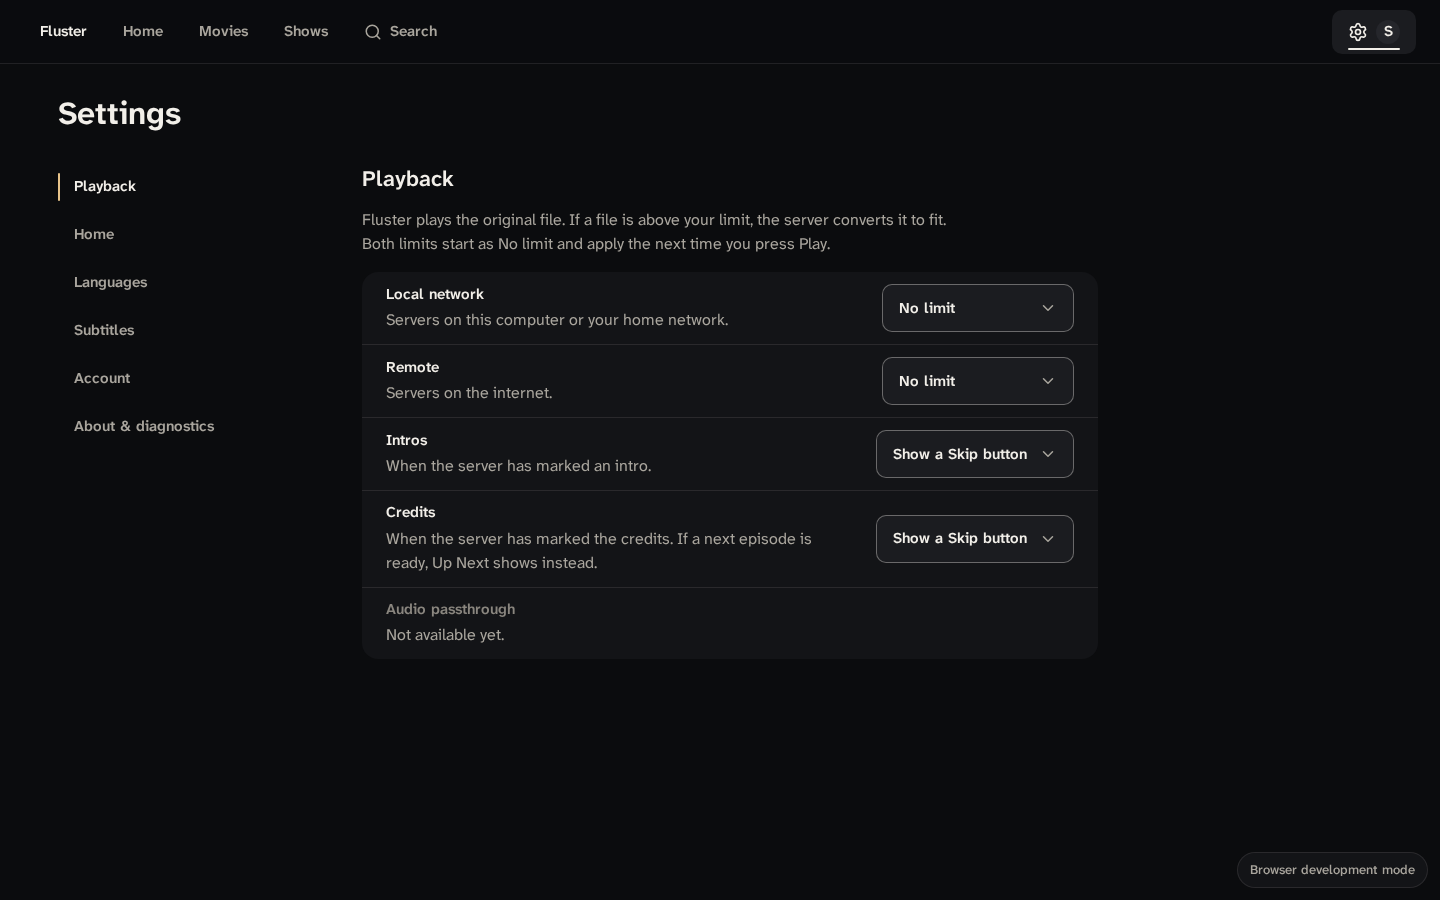 Fluster
Home
Movies
Shows
Search
S
Settings
Playback
Home
Languages
Subtitles
Account
About & diagnostics
Playback
Fluster plays the original file. If a file is above your limit, the server converts it to fit.
Both limits start as No limit and apply the next time you press Play.
Local network
Servers on this computer or your home network.
No limit
Remote
Servers on the internet.
No limit
Intros
When the server has marked an intro.
Show a Skip button
Credits
When the server has marked the credits. If a next episode is
ready, Up Next shows instead.
Show a Skip button
Audio passthrough
Not available yet.
Browser development mode